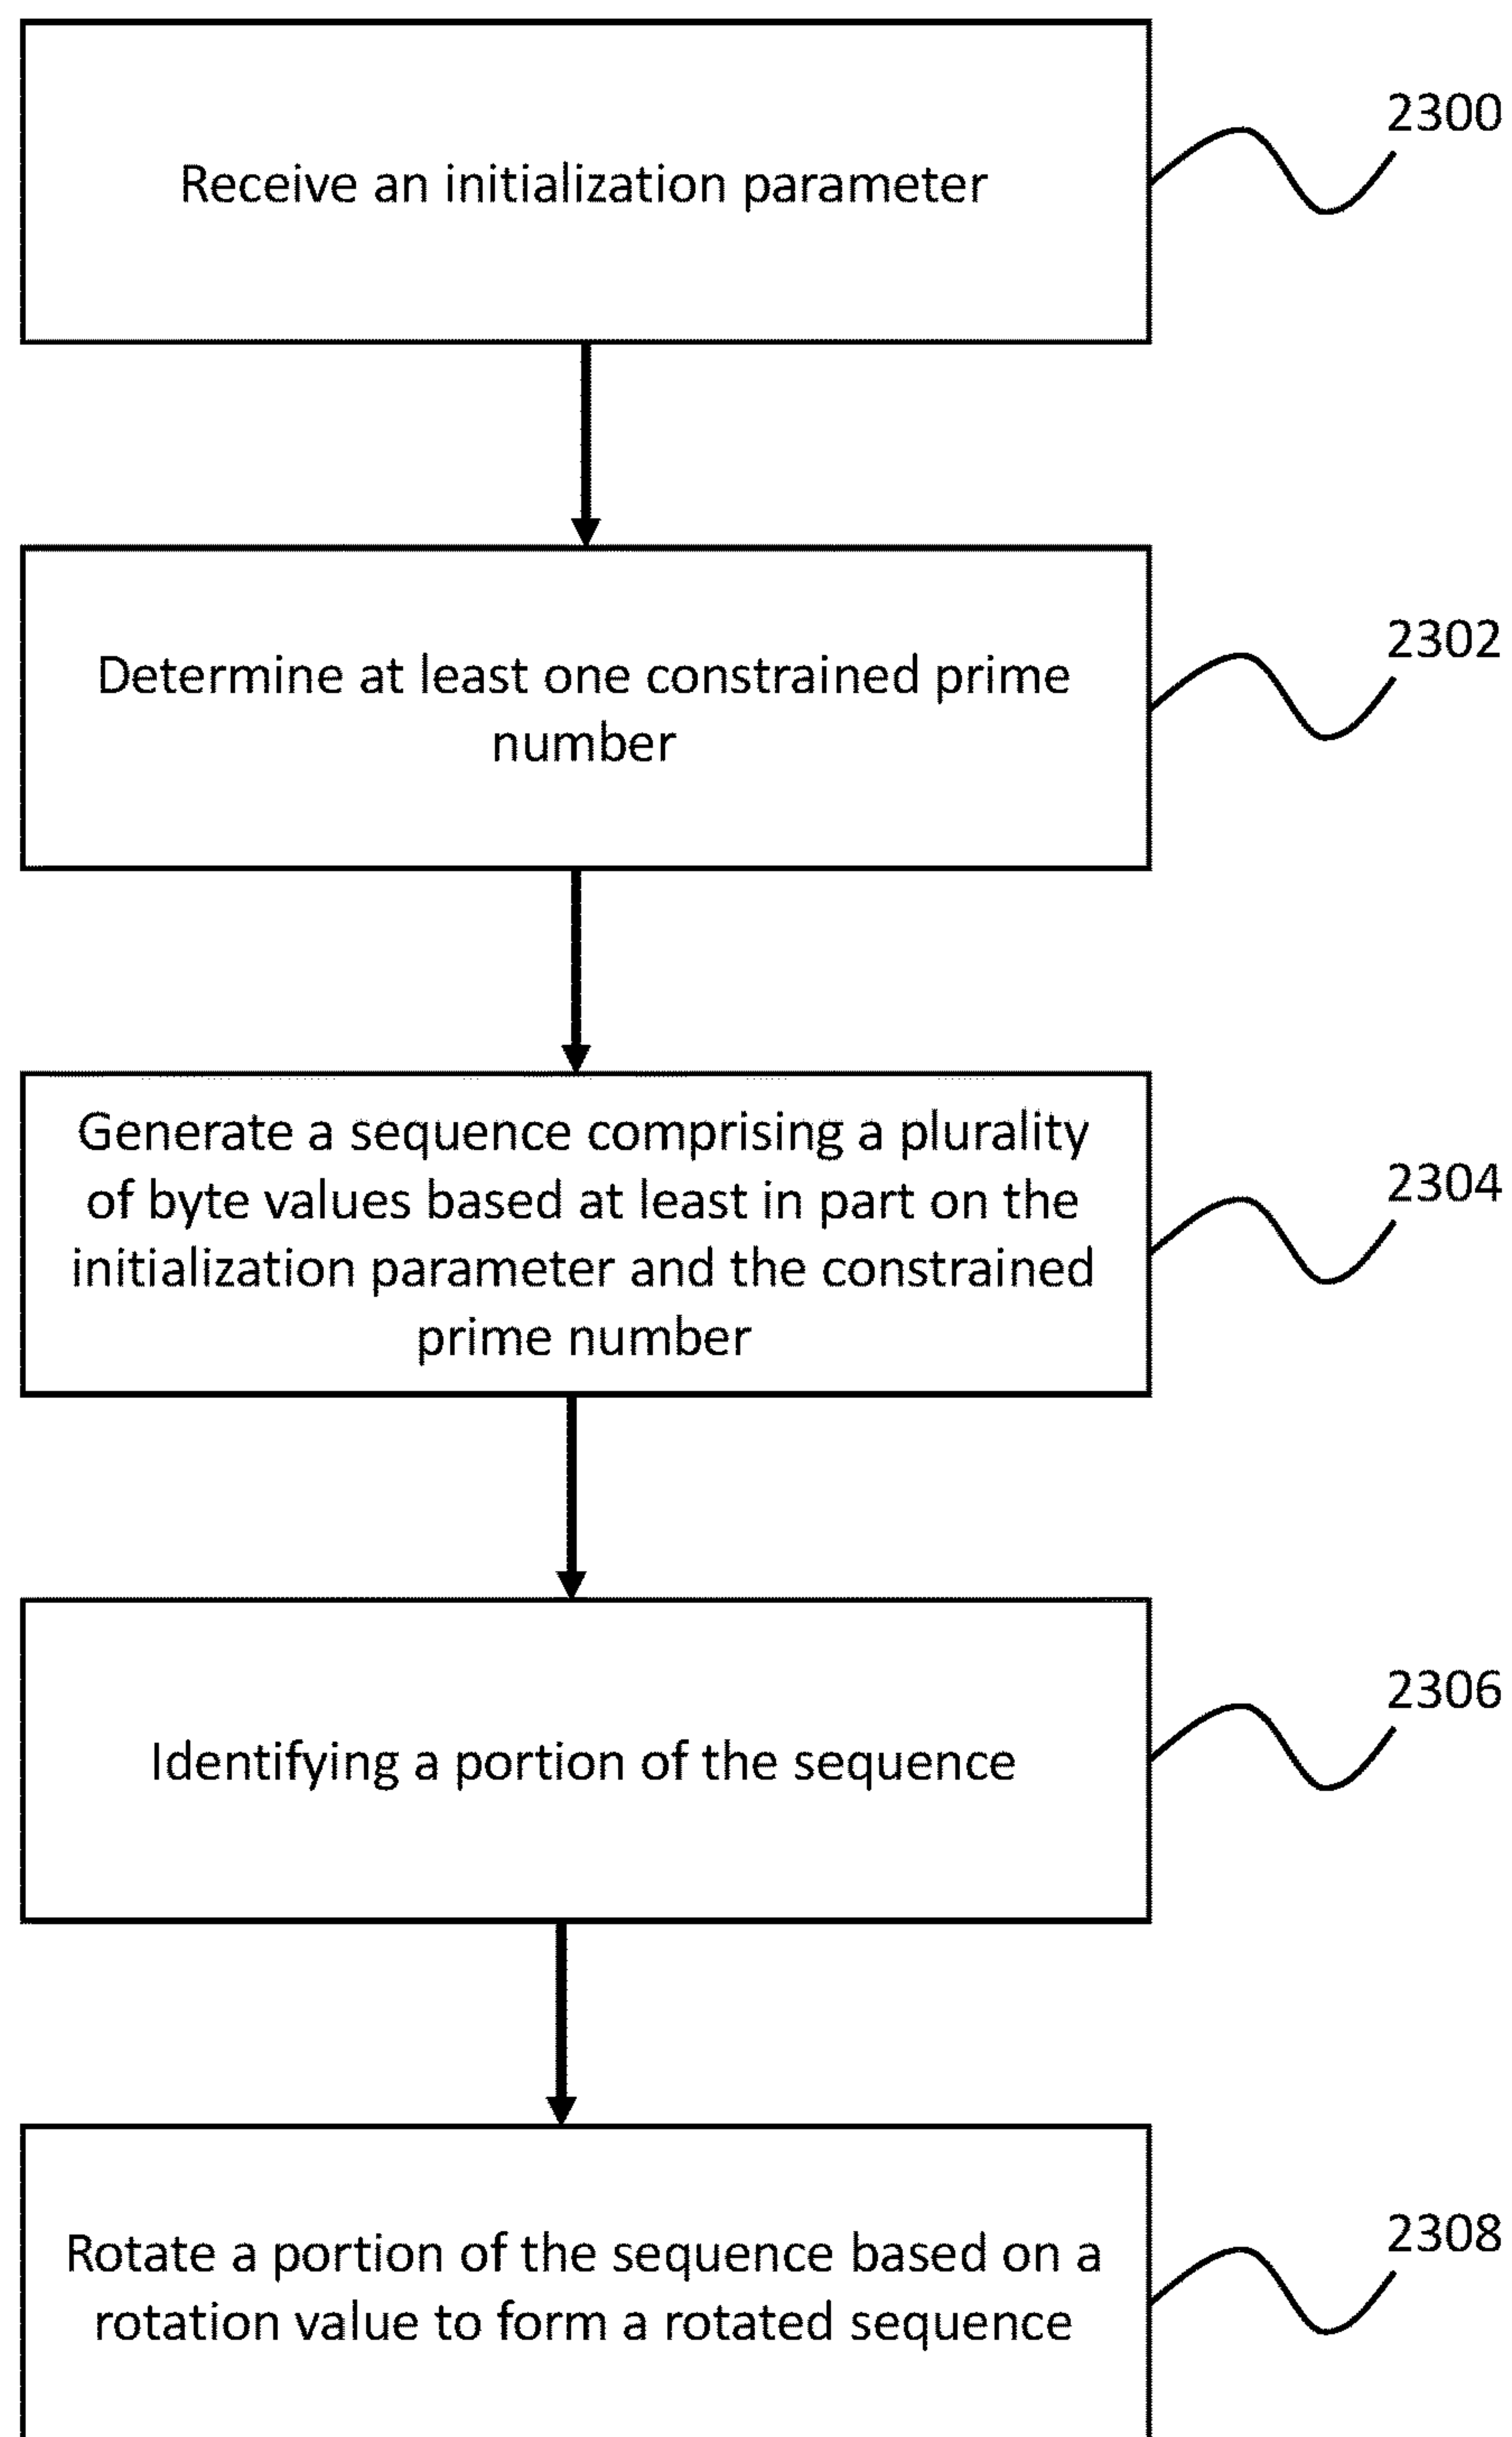 Receive an initialization parameter
2300
Determine at least one constrained prime
number
2302
Generate a sequence comprising a plurality
of byte values based at least in part on the
initialization parameter and the constrained
prime number
2304
Identifying a portion of the sequence
2306
Rotate a portion of the sequence based on a
rotation value to form a rotated sequence
2308